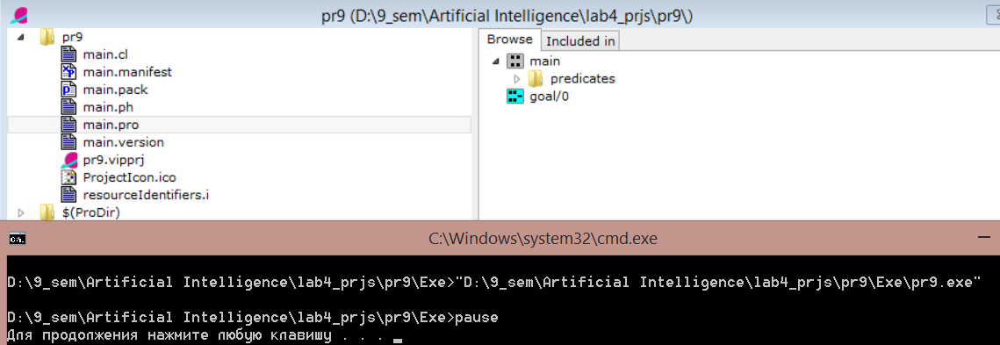 pr9 (D:\9_sem\Artificial Intelligence\lab4_prjs\pr9\)
pr9
main.cl
main.manifest
main.pack
main.ph
main.pro
main.version
pr9.vipprj
ProjectIcon.ico
resourceIdentifiers.i
$(ProDir)
Browse
Included in
main
predicates
goal/0
C:\Windows\system32\cmd.exe
D:\9_sem\Artificial Intelligence\lab4_prjs\pr9\Exe>"D:\9_sem\Artificial Intelligence\lab4_prjs\pr9\Exe\pr9.exe"
D:\9_sem\Artificial Intelligence\lab4_prjs\pr9\Exe>pause
Для продолжения нажмите любую клавишу . . .